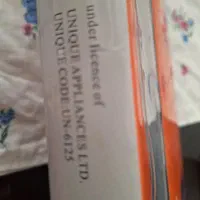 under licence of
UNIQUE APPLIANCES LTD.
UNIQUE CODE:UN-6125